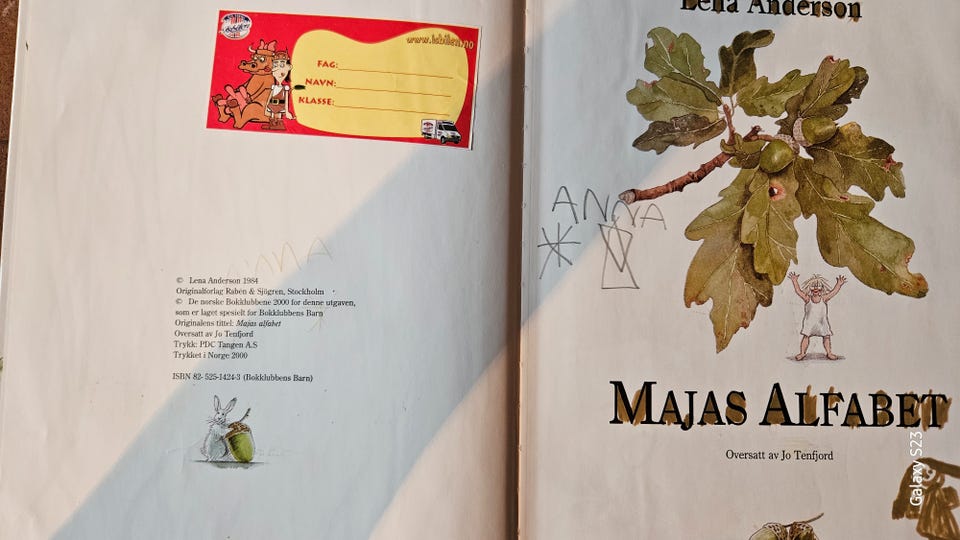 www.isbilen.no
FAG:
NAVN:
KLASSE:
ANNA
© Lena Anderson 1984
Originalforlag Rabén & Sjögren, Stockholm
© De norske Bokklubbene 2000 for denne utgaven,
som er laget spesielt for Bokklubbens Barn
Originalens tittel: Majas alfabet
Oversatt av Jo Tenfjord
Trykk: PDC Tangen A.S
Trykket i Norge 2000
ISBN 82- 525-1424-3 (Bokklubbens Barn)
Lena Anderson
ANNA
MAJAS ALFABET
Oversatt av Jo Tenfjord
Galaxy S23